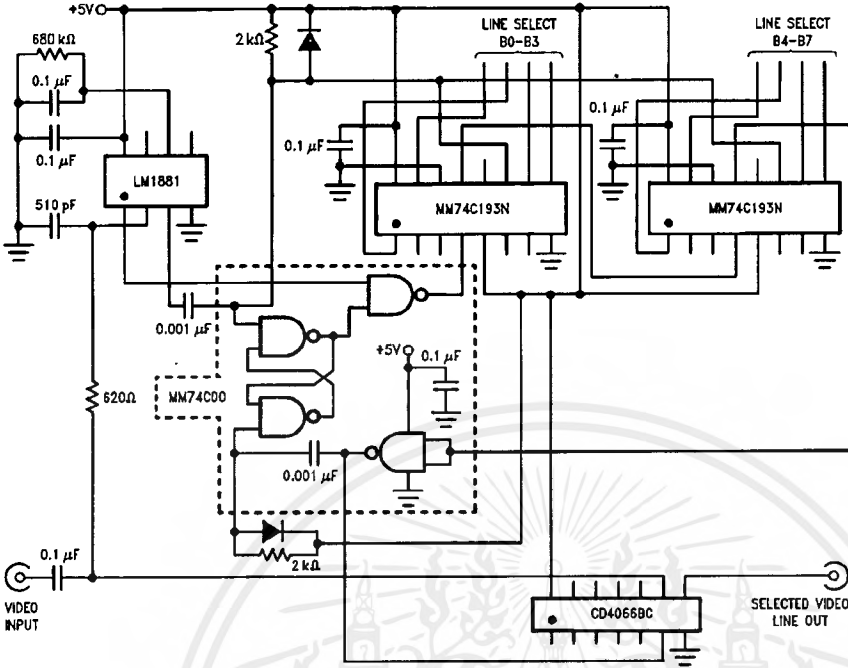 +5V
680 kΩ
0.1 µF
0.1 µF
LM1881
510 pF
2 kΩ
LINE SELECT
B0-B3
LINE SELECT
B4-B7
0.1 µF
0.1 µF
MM74C193N
MM74C193N
0.001 µF
+5V
0.1 µF
MM74C00
620Ω
0.001 µF
2 kΩ
0.1 µF
VIDEO
INPUT
CD4066BC
SELECTED VIDEO
LINE OUT